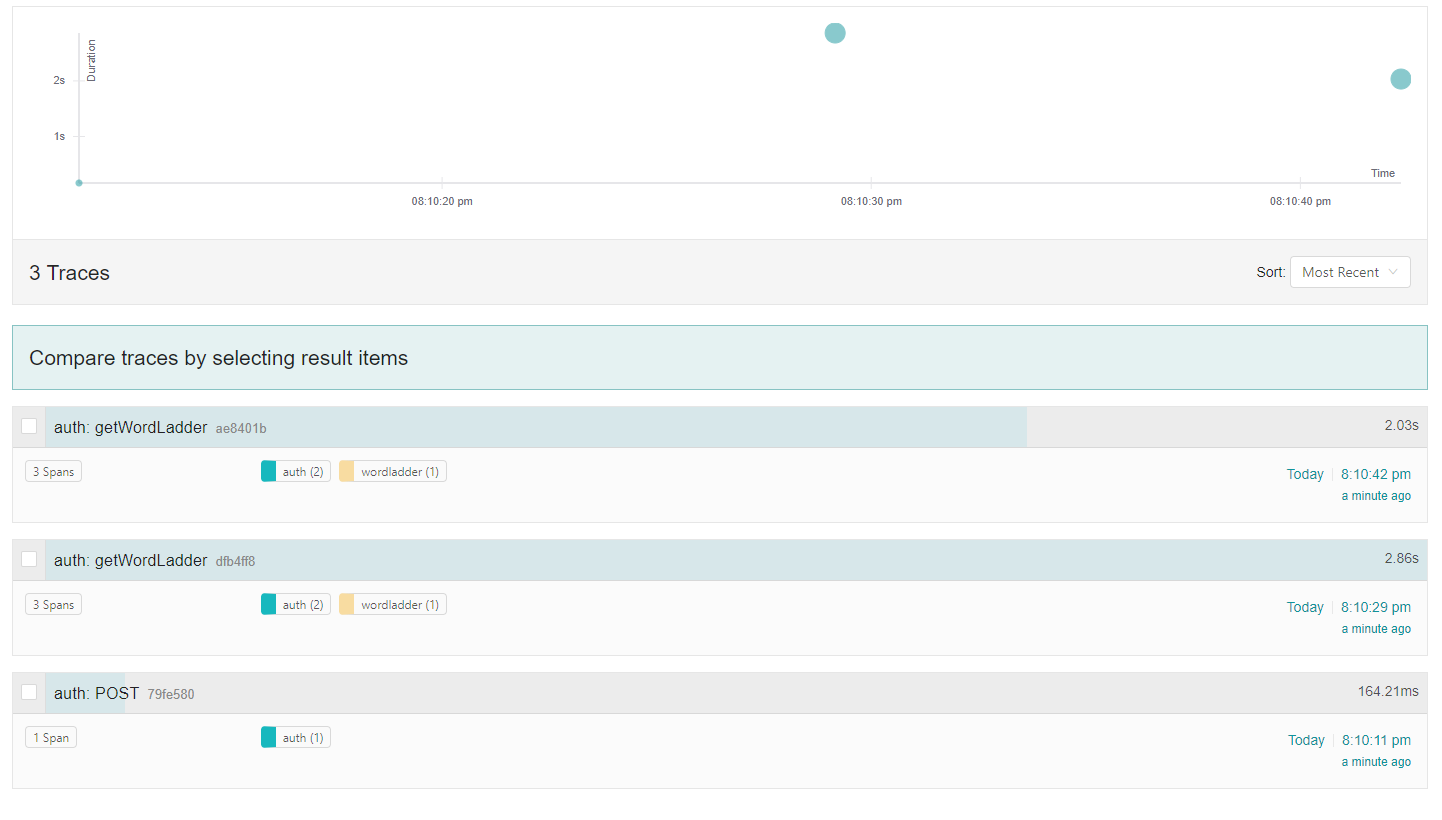 Duration
2s
1s
Time
08:10:20 pm 08:10:30 pm 08:10:40 pm
3 Traces Sort: Most Recent
Compare traces by selecting result items
auth: getWordLadder ae8401b 2.03s
3 Spans auth (2) wordladder (1) Today 8:10:42 pm
a minute ago
auth: getWordLadder dfb4ff8 2.86s
3 Spans auth (2) wordladder (1) Today 8:10:29 pm
a minute ago
auth: POST 79fe580 164.21ms
1 Span auth (1) Today 8:10:11 pm
a minute ago